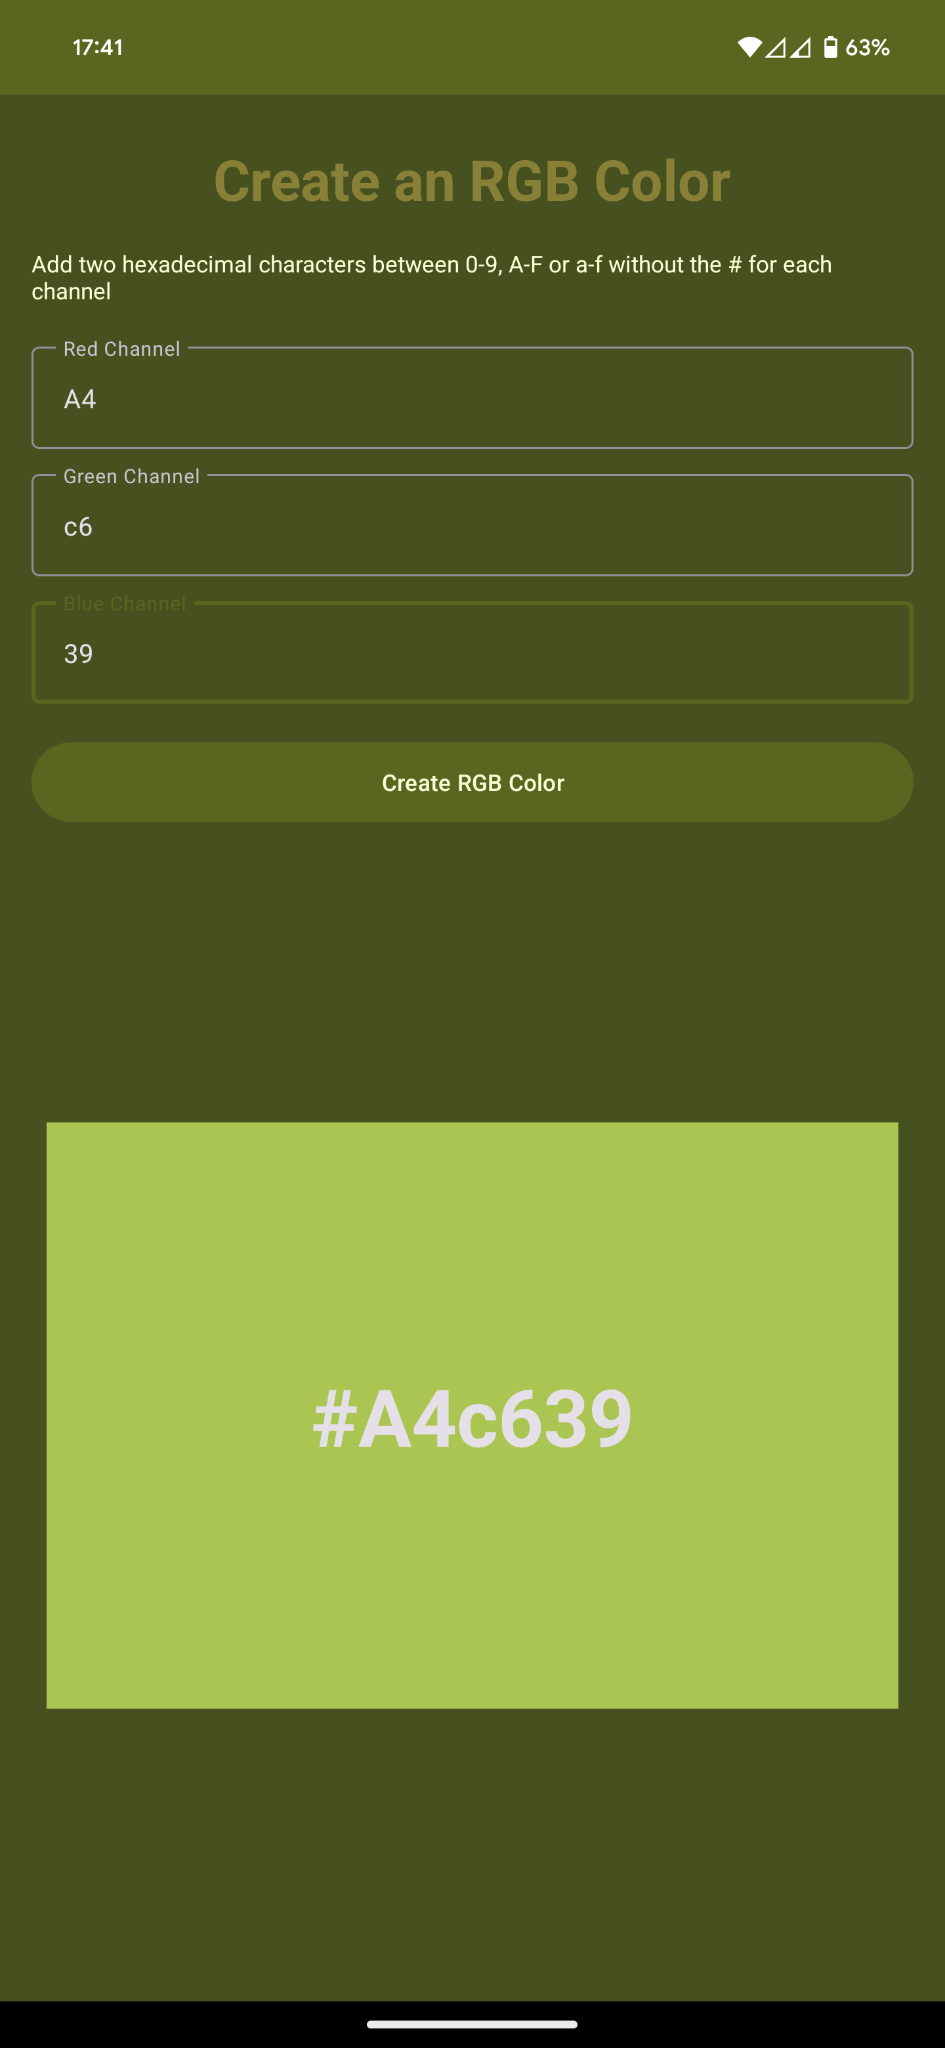 17:41
63%
Create an RGB Color
Add two hexadecimal characters between 0-9, A-F or a-f without the # for each
channel
Red Channel
A4
Green Channel
c6
Blue Channel
39
Create RGB Color
#A4c639